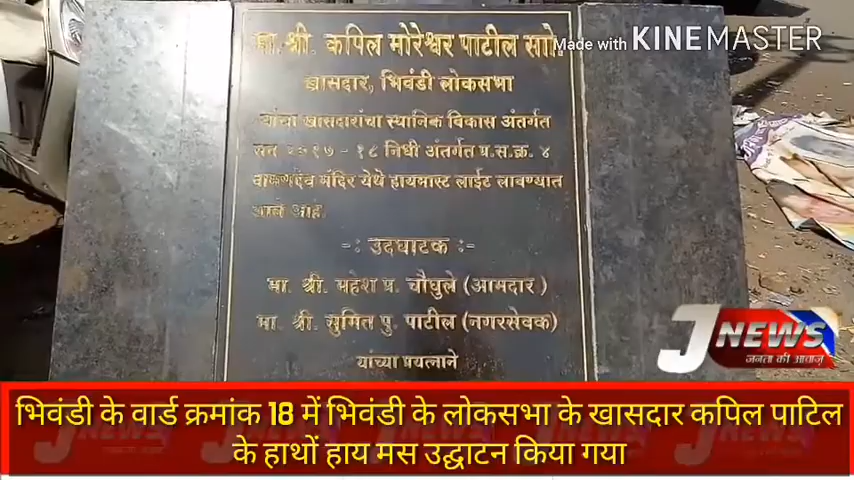 मा. श्री. कपिल मोरेश्वर पाटील सातो.
Made with KINEMASTER
खासदार, भिवंडी लोकसभा
यांचा खासदारांचा स्थानिक विकास अंतर्गत
सन २०१७ - १८ निधी अंतर्गत प्र.स.क्र. ४
मंदिर येथे हायमास्ट लाईट लावण्यात
आले आहे.
-: उदघाटक :-
मा. श्री. महेश प्र. चौघुले (आमदार)
मा. श्री. सुमित पु. पाटील (नगरसेवक)
यांच्या प्रयत्नाने
J NEWS
जनता की आवाज
भिवंडी के वार्ड क्रमांक 18 में भिवंडी के लोकसभा के खासदार कपिल पाटिल
के हाथों हाय मस उद्घाटन किया गया